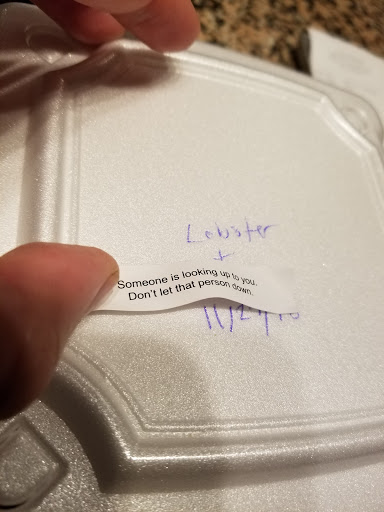 Lobster
+
Someone is looking up to you.
Don't let that person down.